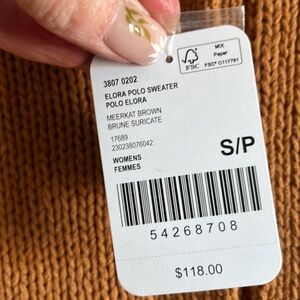 3807 0202
ELORA POLO SWEATER
POLO ELORA
MEERKAT BROWN
BRUNE SURICATE
17689
230238076042
WOMENS
FEMMES
FSC
MIX
Paper
FSC® C117751
S/P
54268708
$118.00